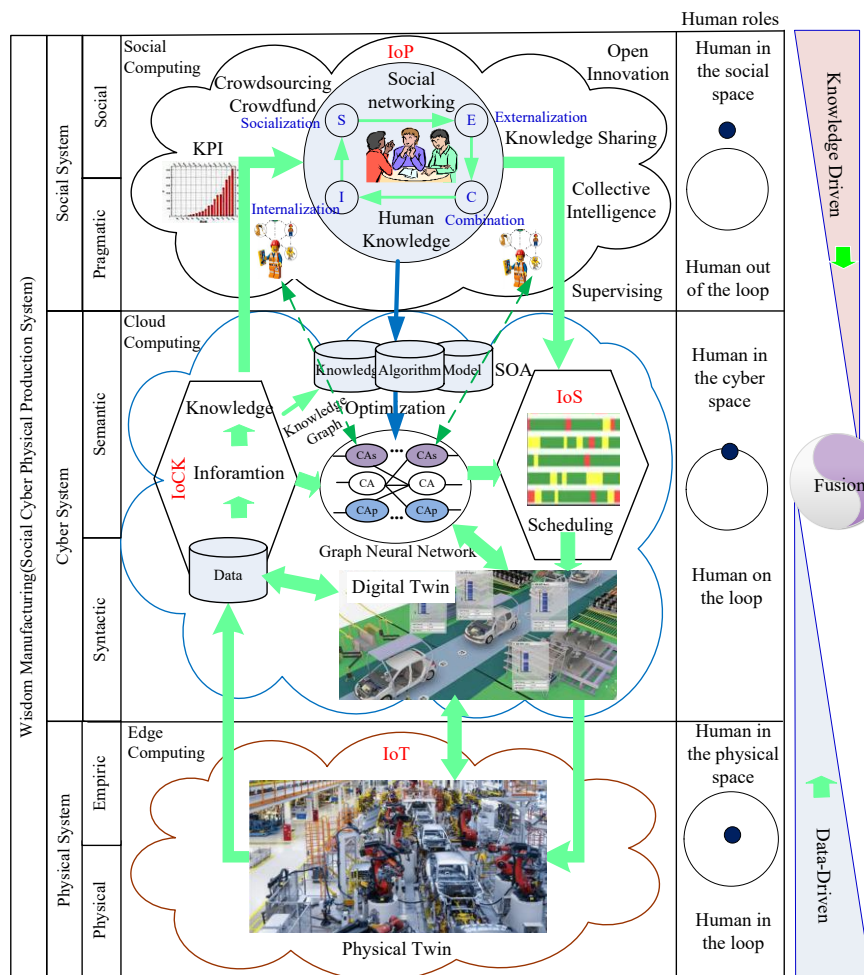 Human roles
Wisdom Manufacturing(Social Cyber Physical Production System)
Social System
Social
Pragmatic
Social
Computing
IoP
Crowdsourcing
Crowdfund
Social
networking
Open
Innovation
Socialization
S
E
Externalization
Knowledge Sharing
KPI
I
C
Internalization
Human
Knowledge
Combination
Collective
Intelligence
Supervising
Human in
the social
space
Human out
of the loop
Knowledge Driven
Cyber System
Semantic
Syntactic
Cloud
Computing
Knowledg
Algorithm
Model
SOA
Optimization
Knowledge
Graph
Knowledge
IoCK
Inforamtion
Data
CAs
CAs
CA
CA
CAp
CAp
Graph Neural Network
IoS
Scheduling
Digital Twin
Human in
the cyber
space
Human on
the loop
Fusion
Physical System
Empiric
Physical
Edge
Computing
IoT
Physical Twin
Human in
the physical
space
Human in
the loop
Data-Driven